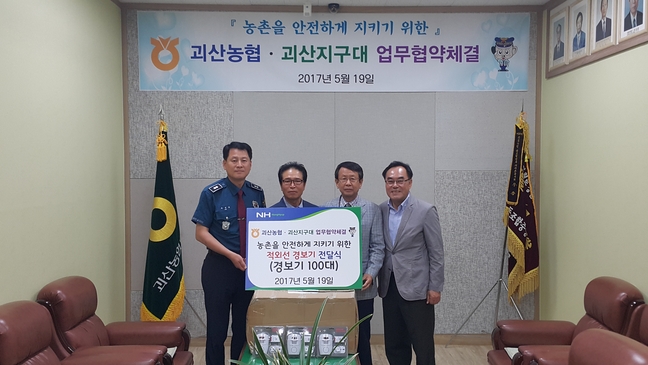 『 농촌을 안전하게 지키기 위한 』
괴산농협 · 괴산지구대 업무협약체결
2017년 5월 19일
NH
괴산농협 · 괴산지구대 업무협약체결
농촌을 안전하게 지키기 위한
적외선 경보기 전달식
(경보기 100대)
2017년 5월 19일
괴산농협